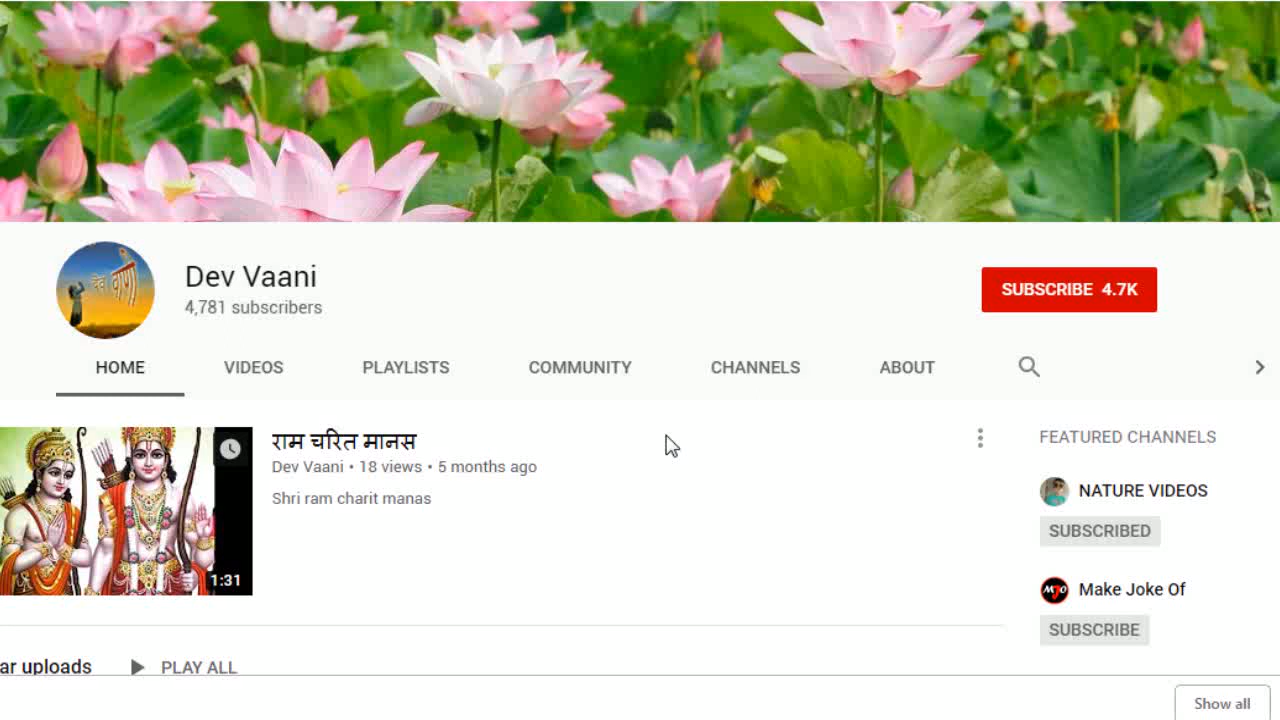 देव
वाणी
Dev Vaani
4,781 subscribers
SUBSCRIBE 4.7K
HOME VIDEOS PLAYLISTS COMMUNITY CHANNELS ABOUT
1:31
राम चरित मानस
Dev Vaani • 18 views • 5 months ago
Shri ram charit manas
FEATURED CHANNELS
NATURE VIDEOS
SUBSCRIBED
MJO
Make Joke Of
SUBSCRIBE
ar uploads PLAY ALL
Show all